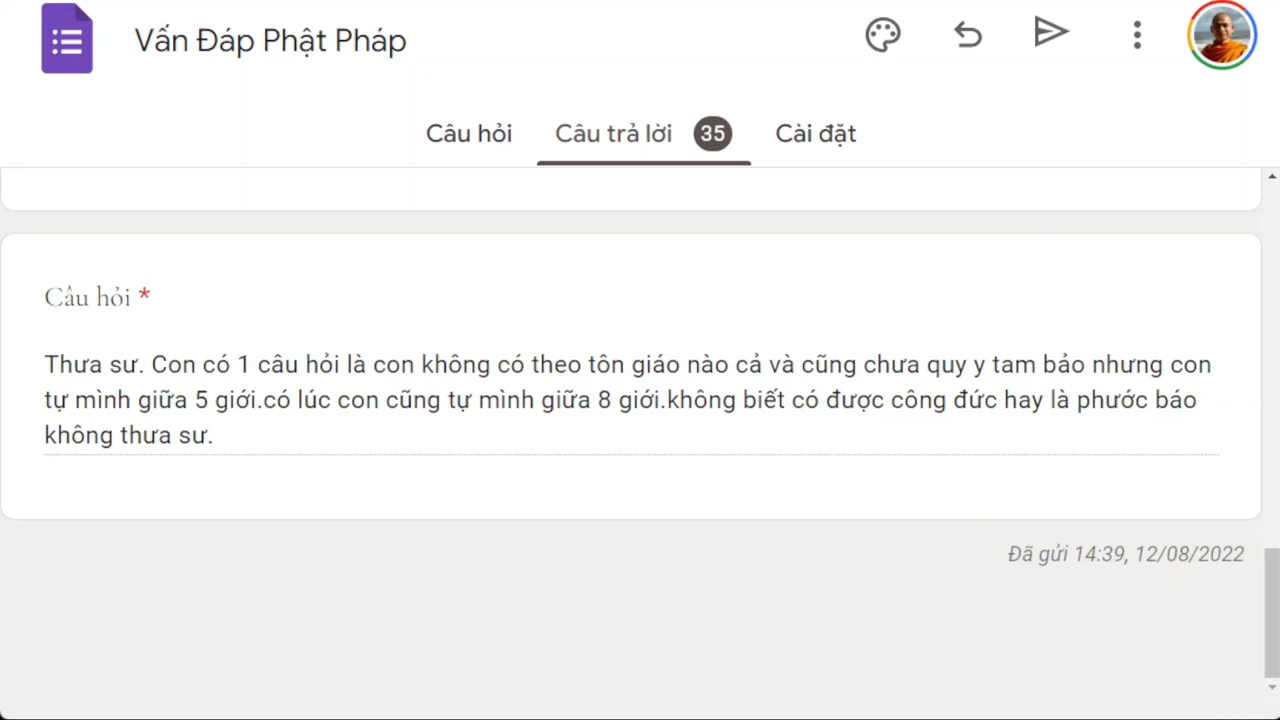 Vấn Đáp Phật Pháp
Câu hỏi
Câu trả lời 35
Cài đặt
Câu hỏi *
Thưa sư. Con có 1 câu hỏi là con không có theo tôn giáo nào cả và cũng chưa quy y tam bảo nhưng con
tự mình giữa 5 giới.có lúc con cũng tự mình giữa 8 giới.không biết có được công đức hay là phước báo
không thưa sư.
Đã gửi 14:39, 12/08/2022